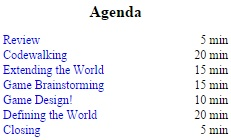 Agenda
Review 5 min
Codewalking 20 min
Extending the World 15 min
Game Brainstorming 15 min
Game Design! 10 min
Defining the World 20 min
Closing 5 min